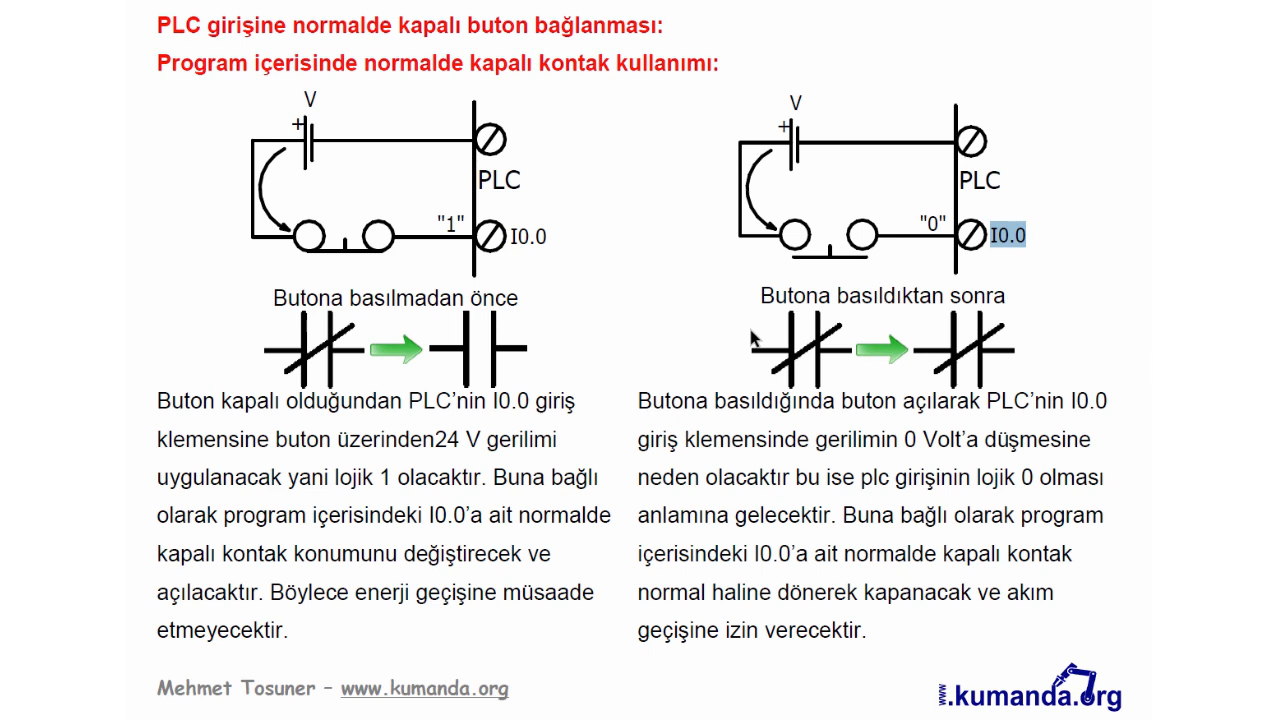 PLC girişine normalde kapalı buton bağlanması:
Program içerisinde normalde kapalı kontak kullanımı:
V
+
PLC
"1"
I0.0
Butona basılmadan önce
Buton kapalı olduğundan PLC’nin I0.0 giriş
klemensine buton üzerinden24 V gerilimi
uygulanacak yani lojik 1 olacaktır. Buna bağlı
olarak program içerisindeki I0.0’a ait normalde
kapalı kontak konumunu değiştirecek ve
açılacaktır. Böylece enerji geçişine müsaade
etmeyecektir.
V
+
PLC
"0"
I0.0
Butona basıldıktan sonra
Butona basıldığında buton açılarak PLC’nin I0.0
giriş klemensinde gerilimin 0 Volt’a düşmesine
neden olacaktır bu ise plc girişinin lojik 0 olması
anlamına gelecektir. Buna bağlı olarak program
içerisindeki I0.0’a ait normalde kapalı kontak
normal haline dönerek kapanacak ve akım
geçişine izin verecektir.
Mehmet Tosuner – www.kumanda.org
www.kumanda.org